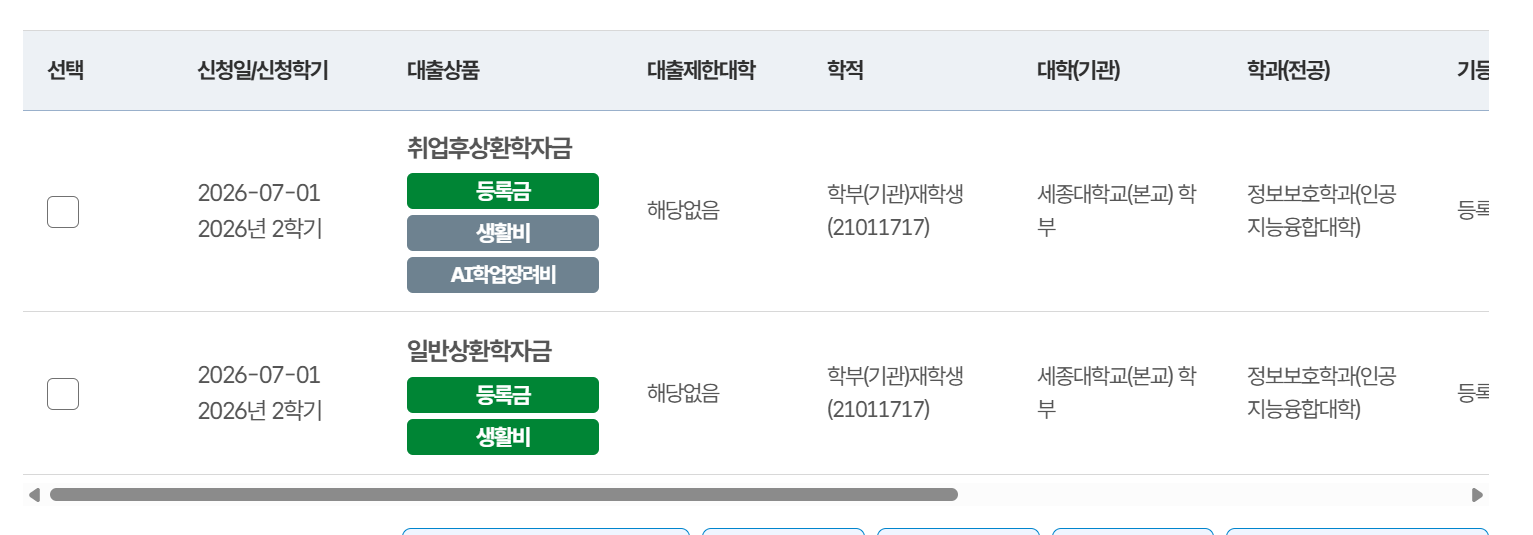 선택 신청일/신청학기 대출상품 대출제한대학 학적 대학(기관) 학과(전공)
취업후상환학자금
등록금
생활비
AI학업장려비
2026-07-01
2026년 2학기
해당없음
학부(기관)재학생
(21011717)
세종대학교(본교) 학
부
정보보호학과(인공
지능융합대학)
일반상환학자금
등록금
생활비
2026-07-01
2026년 2학기
해당없음
학부(기관)재학생
(21011717)
세종대학교(본교) 학
부
정보보호학과(인공
지능융합대학)